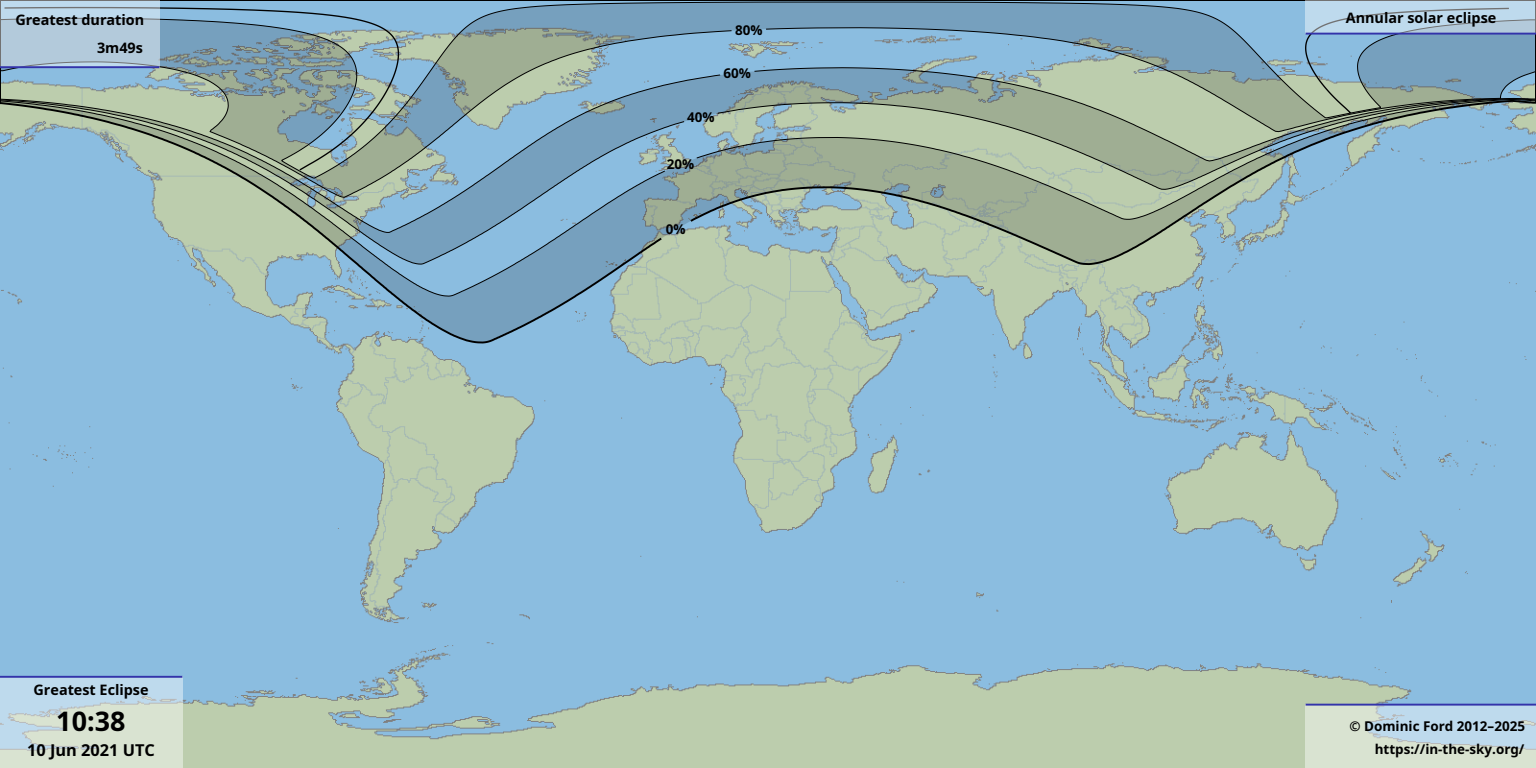 Greatest duration
3m49s
Annular solar eclipse
80%
60%
40%
20%
0%
Greatest Eclipse
10:38
10 Jun 2021 UTC
© Dominic Ford 2012–2025
https://in-the-sky.org/